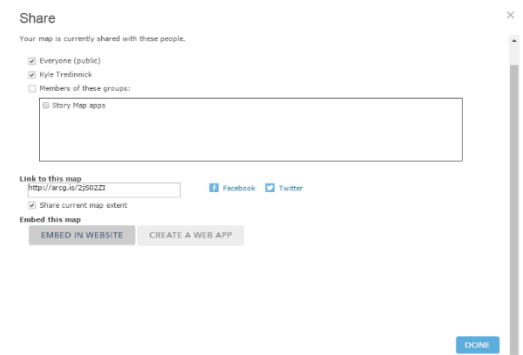 Share
Your map is currently shared with these people.
Everyone (public)
Kyle Tredinnick
Members of these groups:
Story Map apps
Link to this map
http://arcg.is/2jS02ZI
Facebook Twitter
Share current map extent
Embed this map
EMBED IN WEBSITE CREATE A WEB APP
DONE